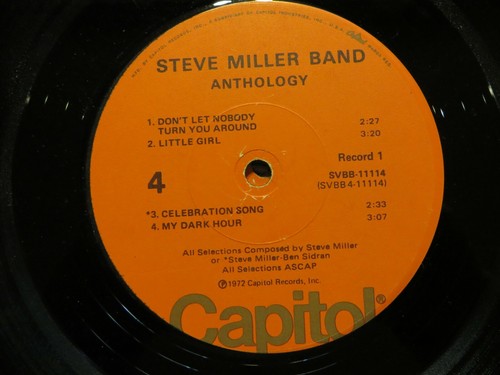 STEVE MILLER BAND
ANTHOLOGY
1. DON'T LET NOBODY
TURN YOU AROUND 2:27
2. LITTLE GIRL 3:20
Record 1
4
SVBB-11114
(SVBB 4-11114)
*3. CELEBRATION SONG 2:33
4. MY DARK HOUR 3:07
All Selections Composed by Steve Miller
or *Steve Miller-Ben Sidran
All Selections ASCAP
℗1972 Capitol Records, Inc.
Capitol®